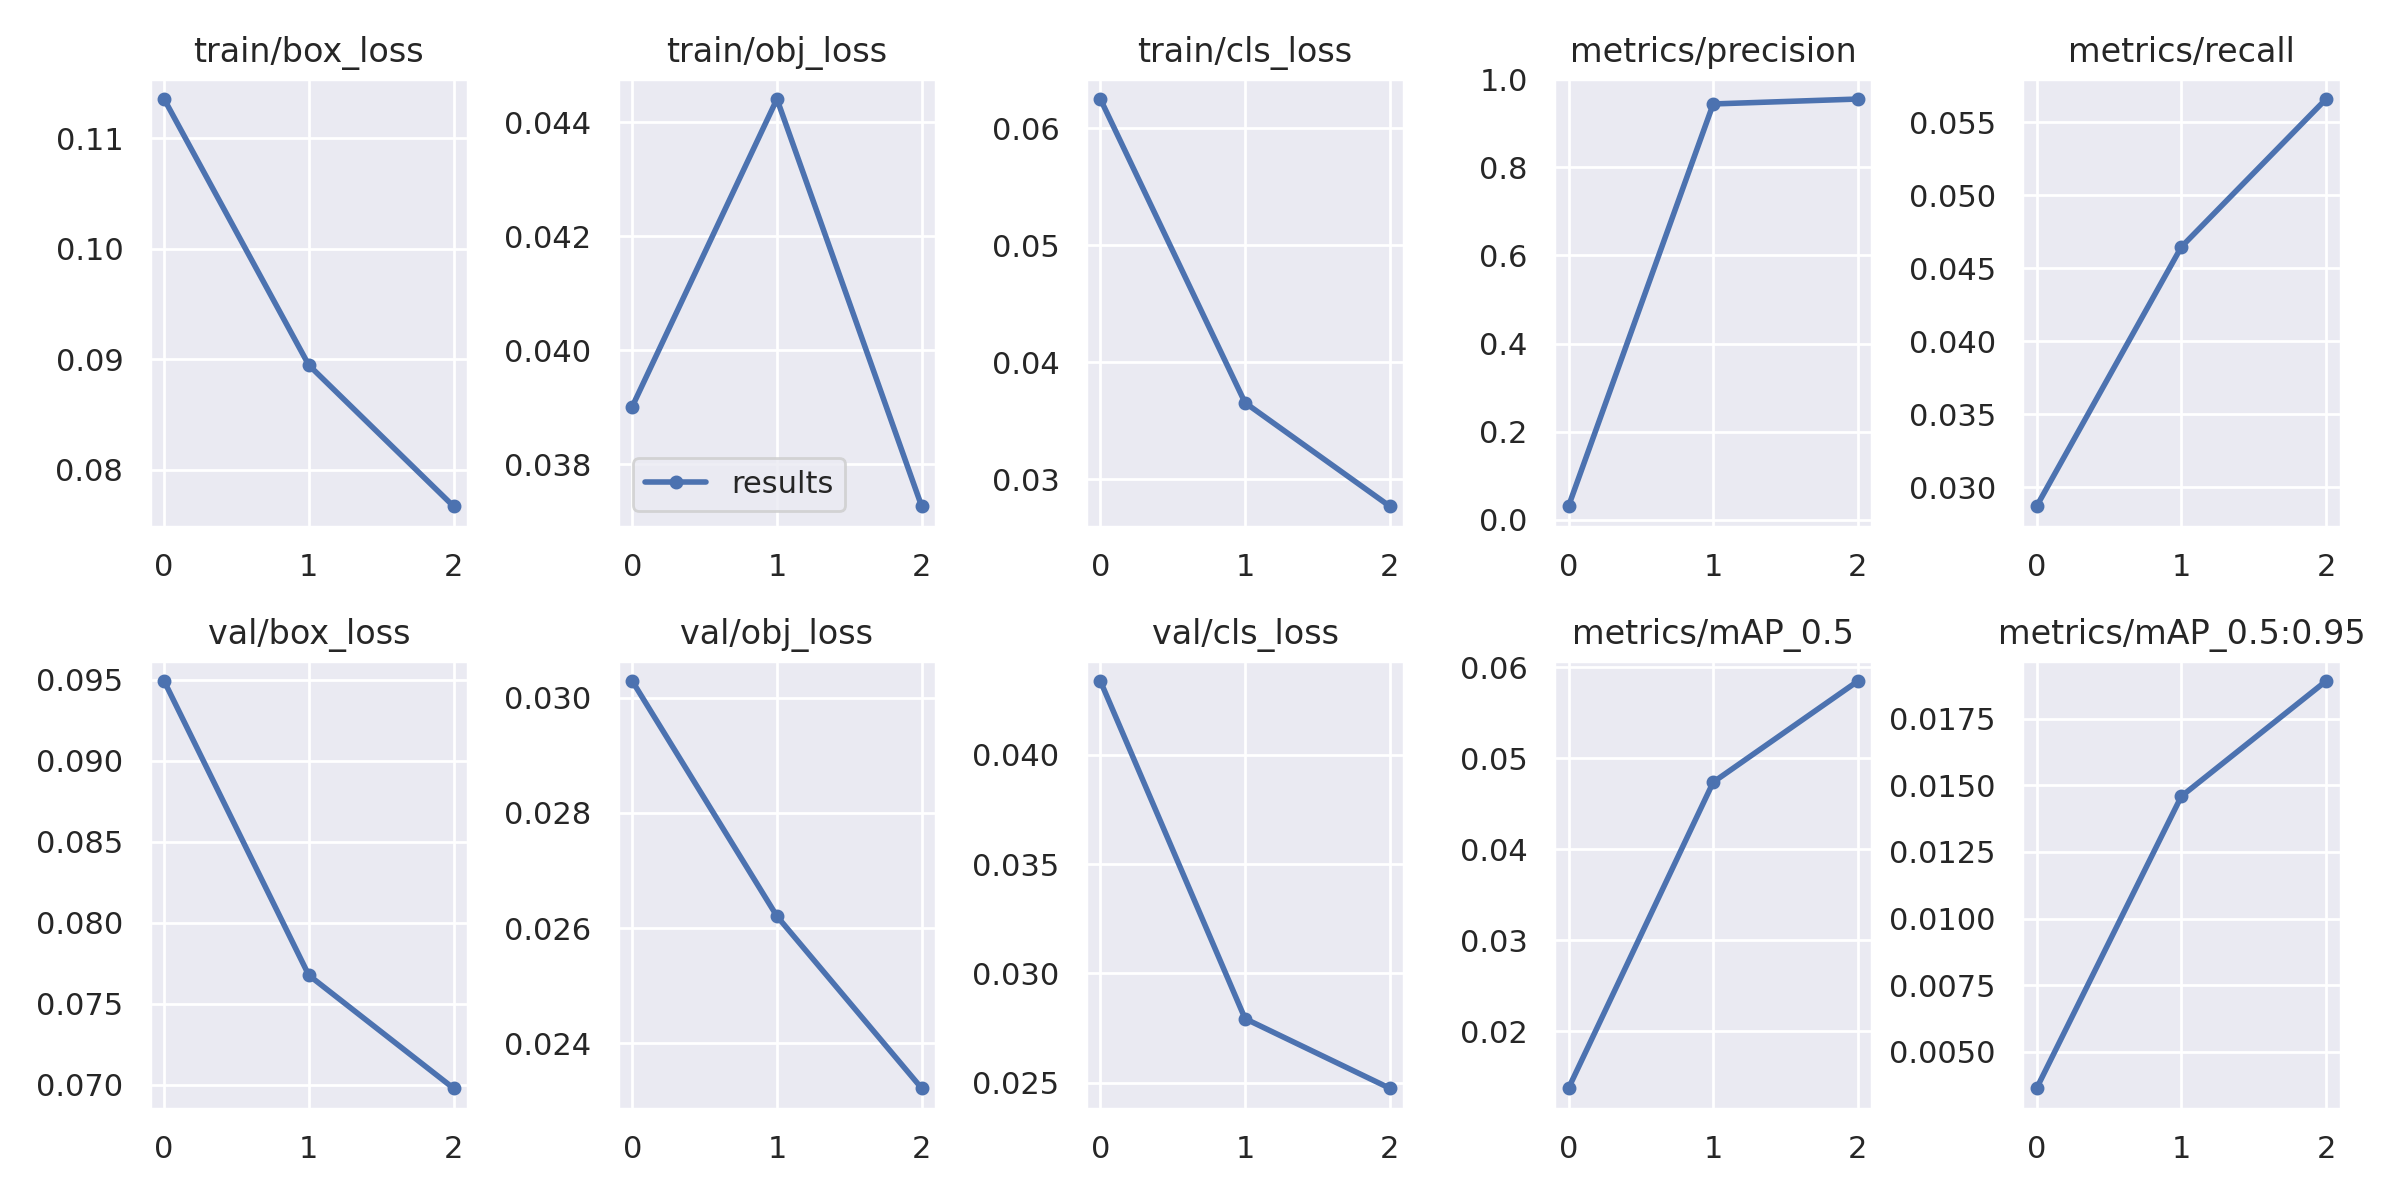 train/box_loss
0.11
0.10
0.09
0.08
0 1 2
train/obj_loss
0.044
0.042
0.040
0.038
results
0 1 2
train/cls_loss
0.06
0.05
0.04
0.03
0 1 2
metrics/precision
1.0
0.8
0.6
0.4
0.2
0.0
0 1 2
metrics/recall
0.055
0.050
0.045
0.040
0.035
0.030
0 1 2
val/box_loss
0.095
0.090
0.085
0.080
0.075
0.070
0 1 2
val/obj_loss
0.030
0.028
0.026
0.024
0 1 2
val/cls_loss
0.040
0.035
0.030
0.025
0 1 2
metrics/mAP_0.5
0.06
0.05
0.04
0.03
0.02
0 1 2
metrics/mAP_0.5:0.95
0.0175
0.0150
0.0125
0.0100
0.0075
0.0050
0 1 2